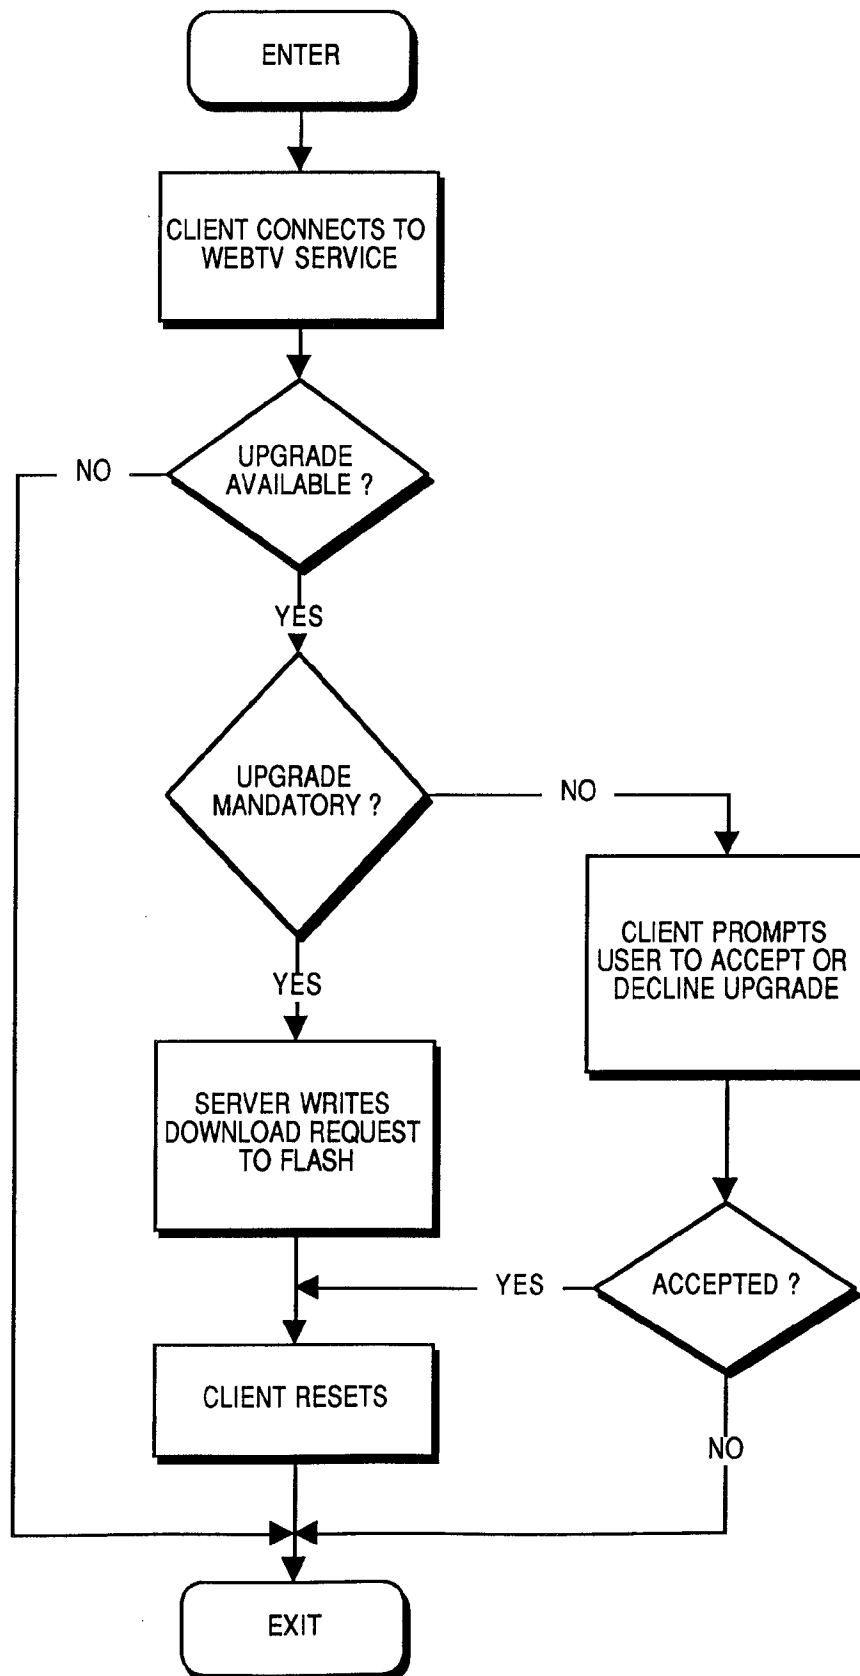 ENTER
CLIENT CONNECTS TO
WEBTV SERVICE
UPGRADE
AVAILABLE ?
NO
YES
UPGRADE
MANDATORY ?
NO
CLIENT PROMPTS
USER TO ACCEPT OR
DECLINE UPGRADE
YES
SERVER WRITES
DOWNLOAD REQUEST
TO FLASH
ACCEPTED ?
YES
CLIENT RESETS
NO
EXIT